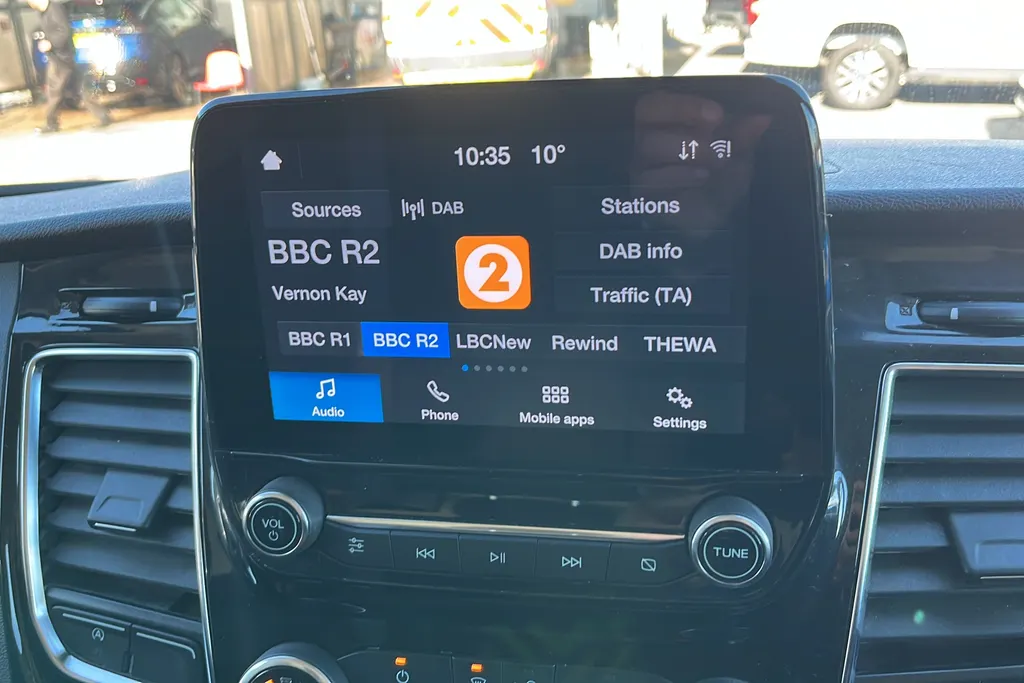 10:35 10°
Sources DAB Stations
BBC R2 2 DAB info
Vernon Kay Traffic (TA)
BBC R1 BBC R2 LBCNew Rewind THEWA
Audio Phone Mobile apps Settings
VOL TUNE
A